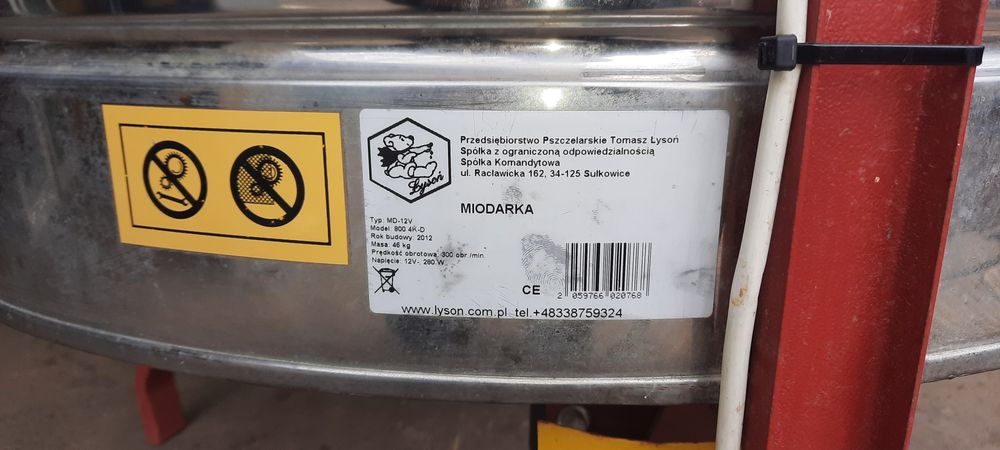 Przedsiębiorstwo Pszczelarskie Tomasz Łysoń
Spółka z ograniczoną odpowiedzialnością
Spółka Komandytowa
ul. Racławicka 162, 34-125 Sułkowice
Łysoń
MIODARKA
Typ: MD-12V
Model: 800 4K-D
Rok budowy: 2012
Masa: 46 kg
Prędkość obrotowa: 300 obr./min
Napięcie: 12V-, 280 W
CE
2 059766 020768
www.lyson.com.pl tel.+48338759324